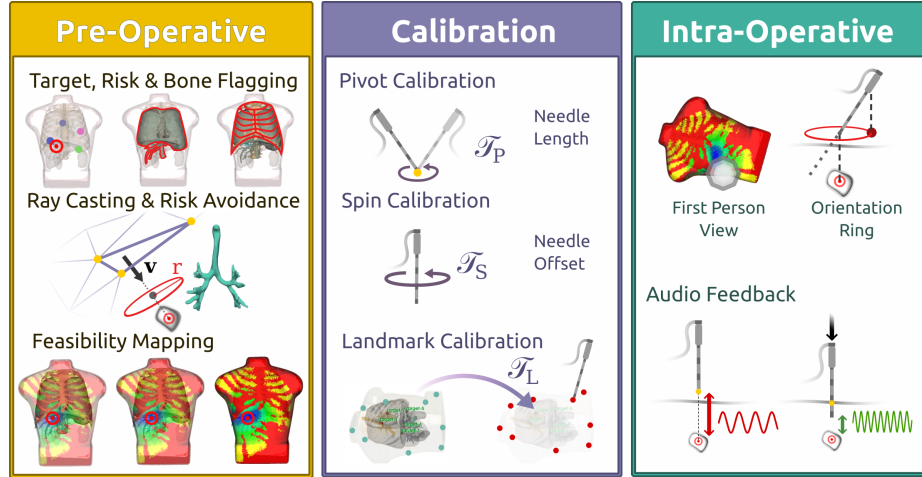 Pre-Operative
Target, Risk & Bone Flagging
Ray Casting & Risk Avoidance
v
r
Feasibility Mapping
Calibration
Pivot Calibration
Needle
Length
𝒯P
Spin Calibration
Needle
Offset
𝒯S
Landmark Calibration
𝒯L
Intra-Operative
First Person
View
Orientation
Ring
Audio Feedback